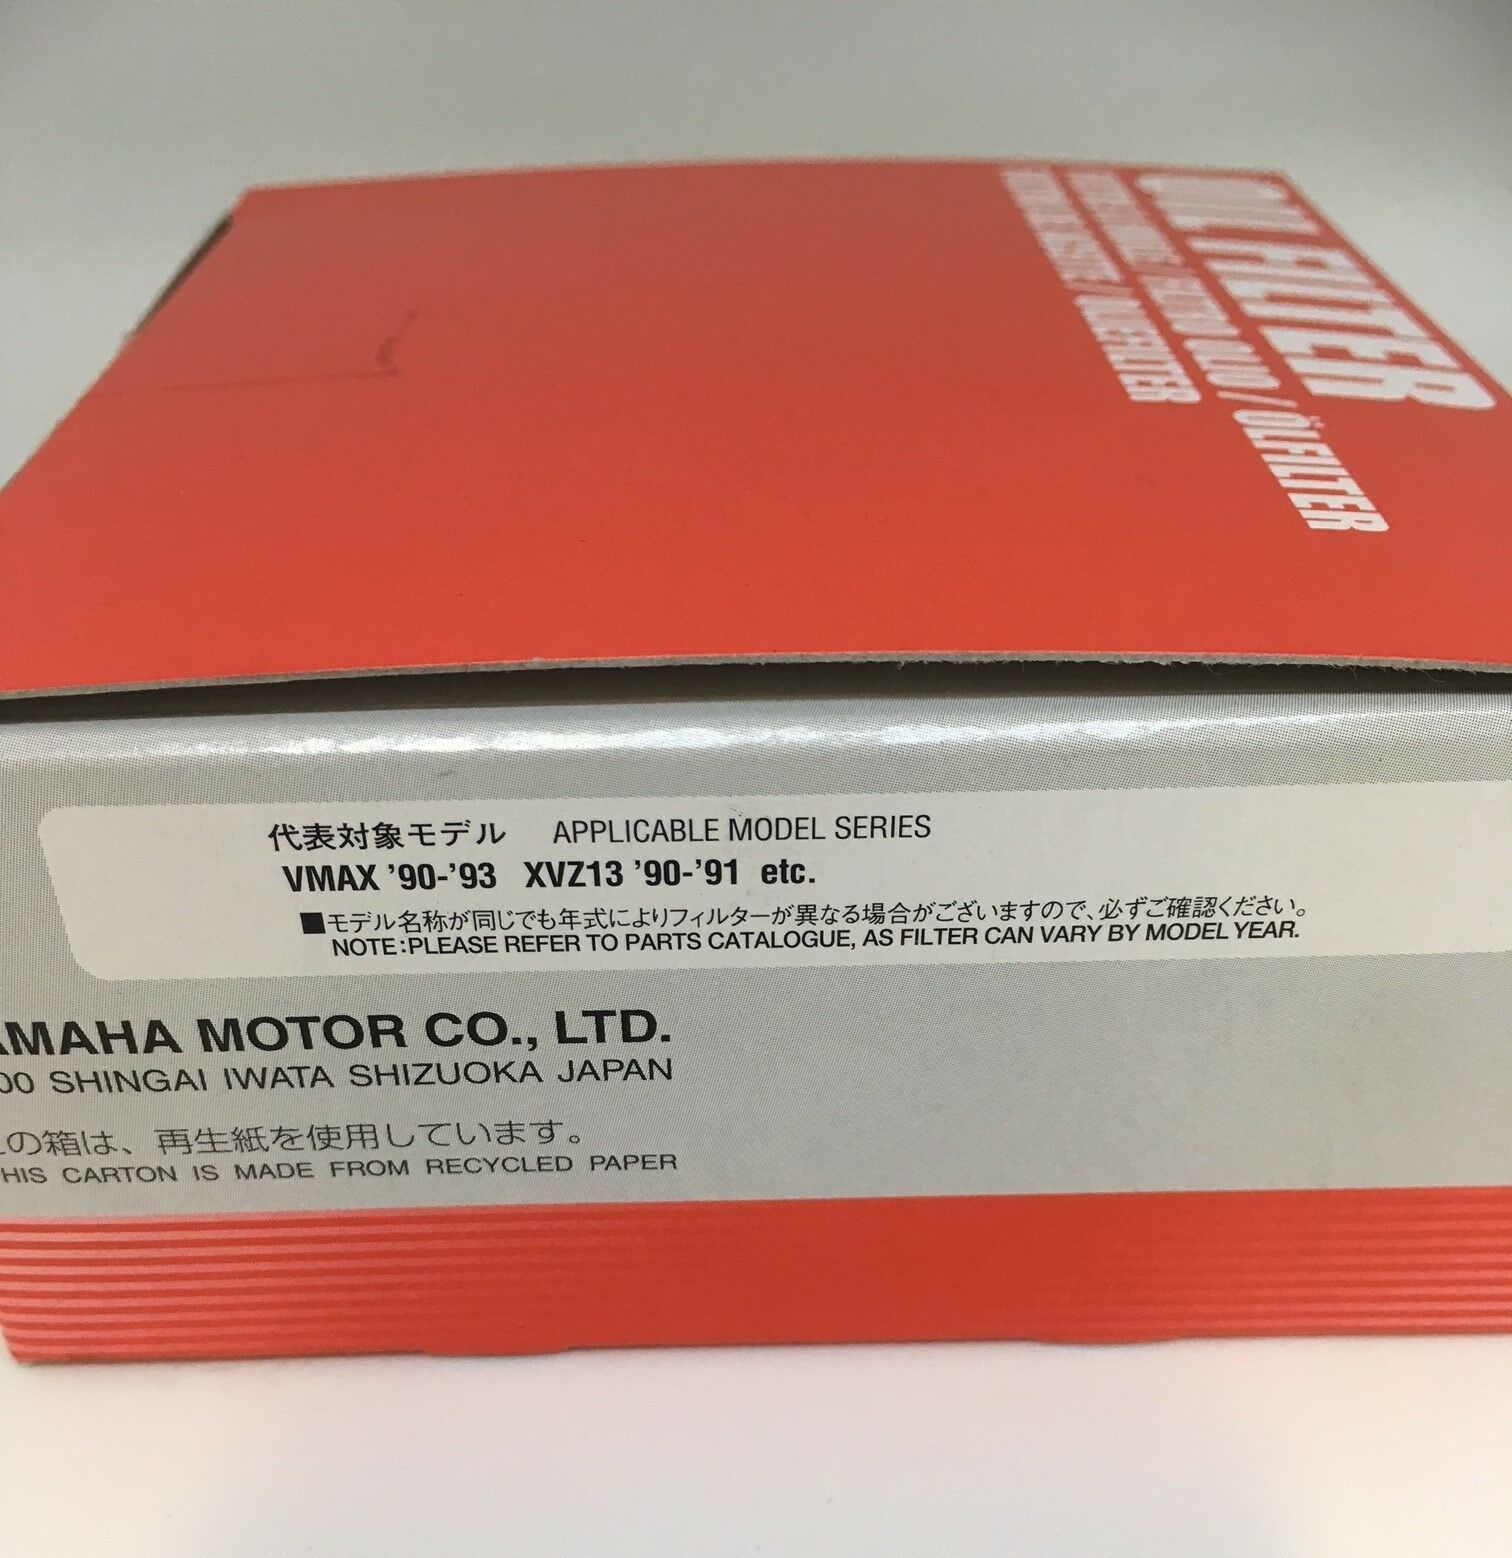 OIL FILTER
/ ÖLFILTER
/ OLIEFILTER
代表対象モデル APPLICABLE MODEL SERIES
VMAX '90-'93 XVZ13 '90-'91 etc.
■モデル名称が同じでも年式によりフィルターが異なる場合がございますので、必ずご確認ください。
NOTE:PLEASE REFER TO PARTS CATALOGUE, AS FILTER CAN VARY BY MODEL YEAR.
AMAHA MOTOR CO., LTD.
00 SHINGAI IWATA SHIZUOKA JAPAN
の箱は、再生紙を使用しています。
HIS CARTON IS MADE FROM RECYCLED PAPER